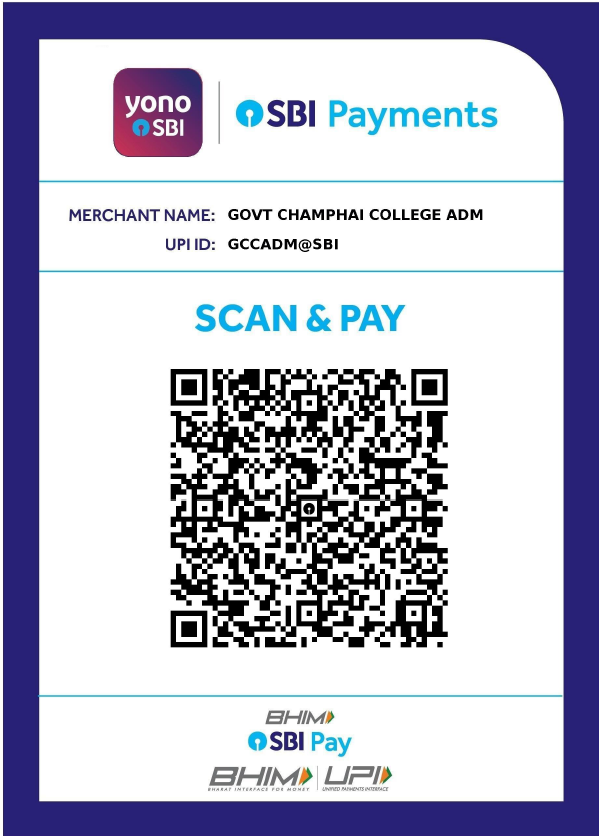 yono
SBI
SBI Payments
MERCHANT NAME: GOVT CHAMPHAI COLLEGE ADM
UPI ID: GCCADM@SBI
SCAN & PAY
BHIM
SBI Pay
BHIM UPI
BHARAT INTERFACE FOR MONEY UNIFIED PAYMENTS INTERFACE